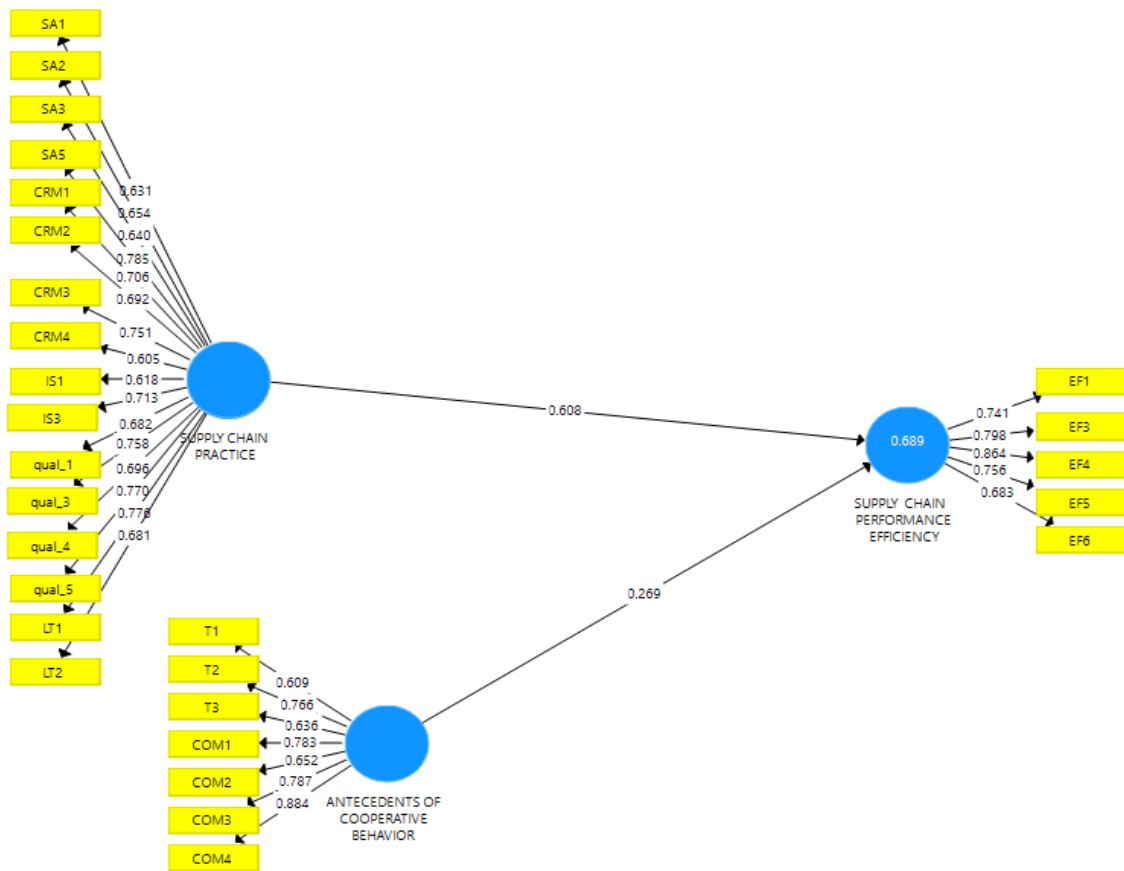 SA1
SA2
SA3
SA5
CRM1
CRM2
CRM3
CRM4
IS1
IS3
qual_1
qual_3
qual_4
qual_5
LT1
LT2
0.631
0.654
0.640
0.785
0.706
0.692
0.751
0.605
0.618
0.713
0.682
0.758
0.696
0.770
0.776
0.681
SUPPLY CHAIN
PRACTICE
0.608
0.269
T1
T2
T3
COM1
COM2
COM3
COM4
0.609
0.766
0.636
0.783
0.652
0.787
0.884
ANTECEDENTS OF
COOPERATIVE
BEHAVIOR
0.689
SUPPLY CHAIN
PERFORMANCE
EFFICIENCY
0.741
0.798
0.864
0.756
0.683
EF1
EF3
EF4
EF5
EF6